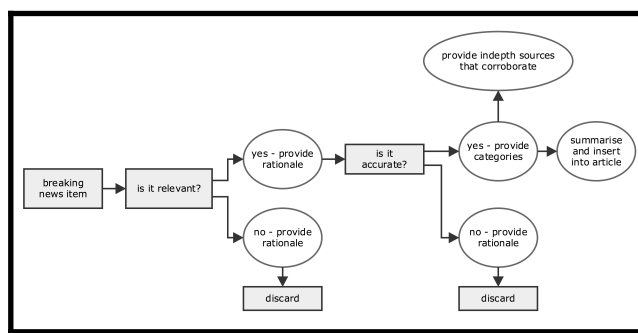 provide indepth sources
that corroborate
yes - provide
rationale
is it
accurate?
yes - provide
categories
summarise
and insert
into article
breaking
news item
is it relevant?
no - provide
rationale
no - provide
rationale
discard
discard